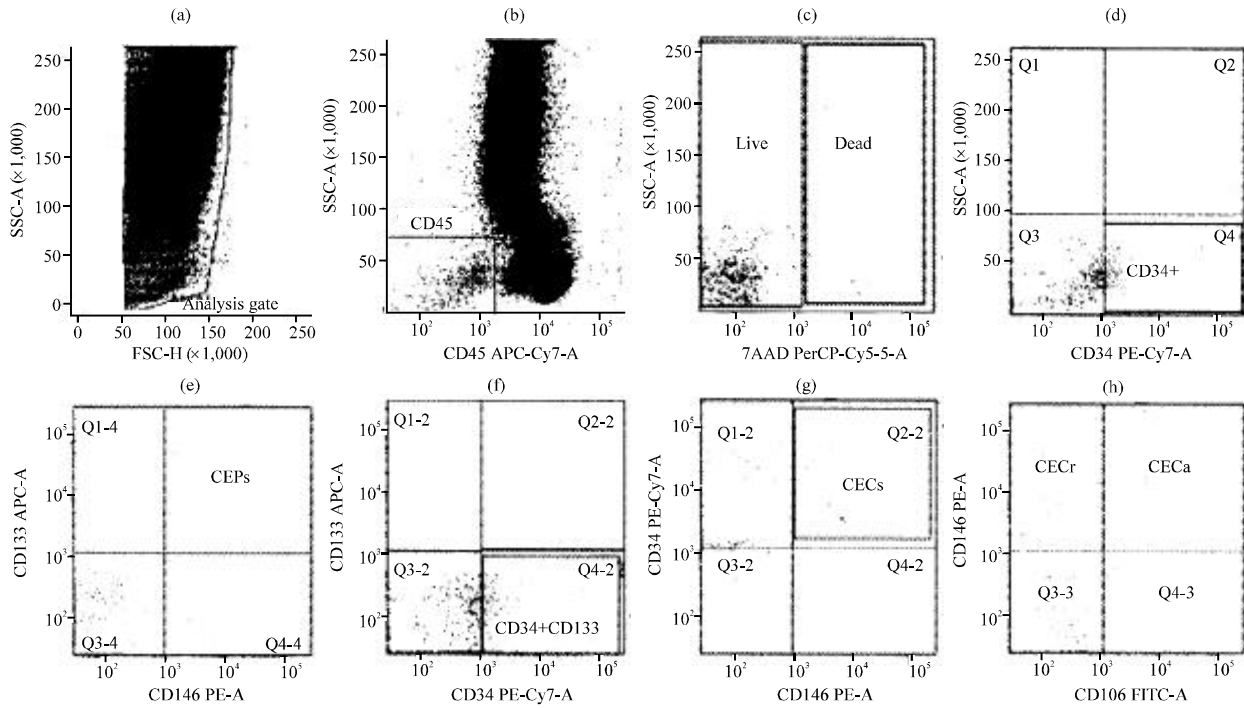 (a)
SSC-A (×1,000)
250
200
150
100
50
0
Analysis gate
0 50 100 150 200 250
FSC-H (×1,000)
(b)
SSC-A (×1,000)
250
200
150
100
50
CD45
10² 10³ 10⁴ 10⁵
CD45 APC-Cy7-A
(c)
SSC-A (×1,000)
250
200
150
100
50
Live Dead
10² 10³ 10⁴ 10⁵
7AAD PerCP-Cy5-5-A
(d)
SSC-A (×1,000)
250
200
150
100
50
Q1 Q2
Q3 Q4
CD34+
10² 10³ 10⁴ 10⁵
CD34 PE-Cy7-A
(e)
CD133 APC-A
10⁵
10⁴
10³
10²
Q1-4
CEPs
Q3-4 Q4-4
10² 10³ 10⁴ 10⁵
CD146 PE-A
(f)
CD133 APC-A
10⁵
10⁴
10³
10²
Q1-2 Q2-2
Q3-2 Q4-2
CD34+CD133
10² 10³ 10⁴ 10⁵
CD34 PE-Cy7-A
(g)
CD34 PE-Cy7-A
10⁵
10⁴
10³
10²
Q1-2 Q2-2
CECs
Q3-2 Q4-2
10² 10³ 10⁴ 10⁵
CD146 PE-A
(h)
CD146 PE-A
10⁵
10⁴
10³
10²
CECr CECa
Q3-3 Q4-3
10² 10³ 10⁴ 10⁵
CD106 FITC-A